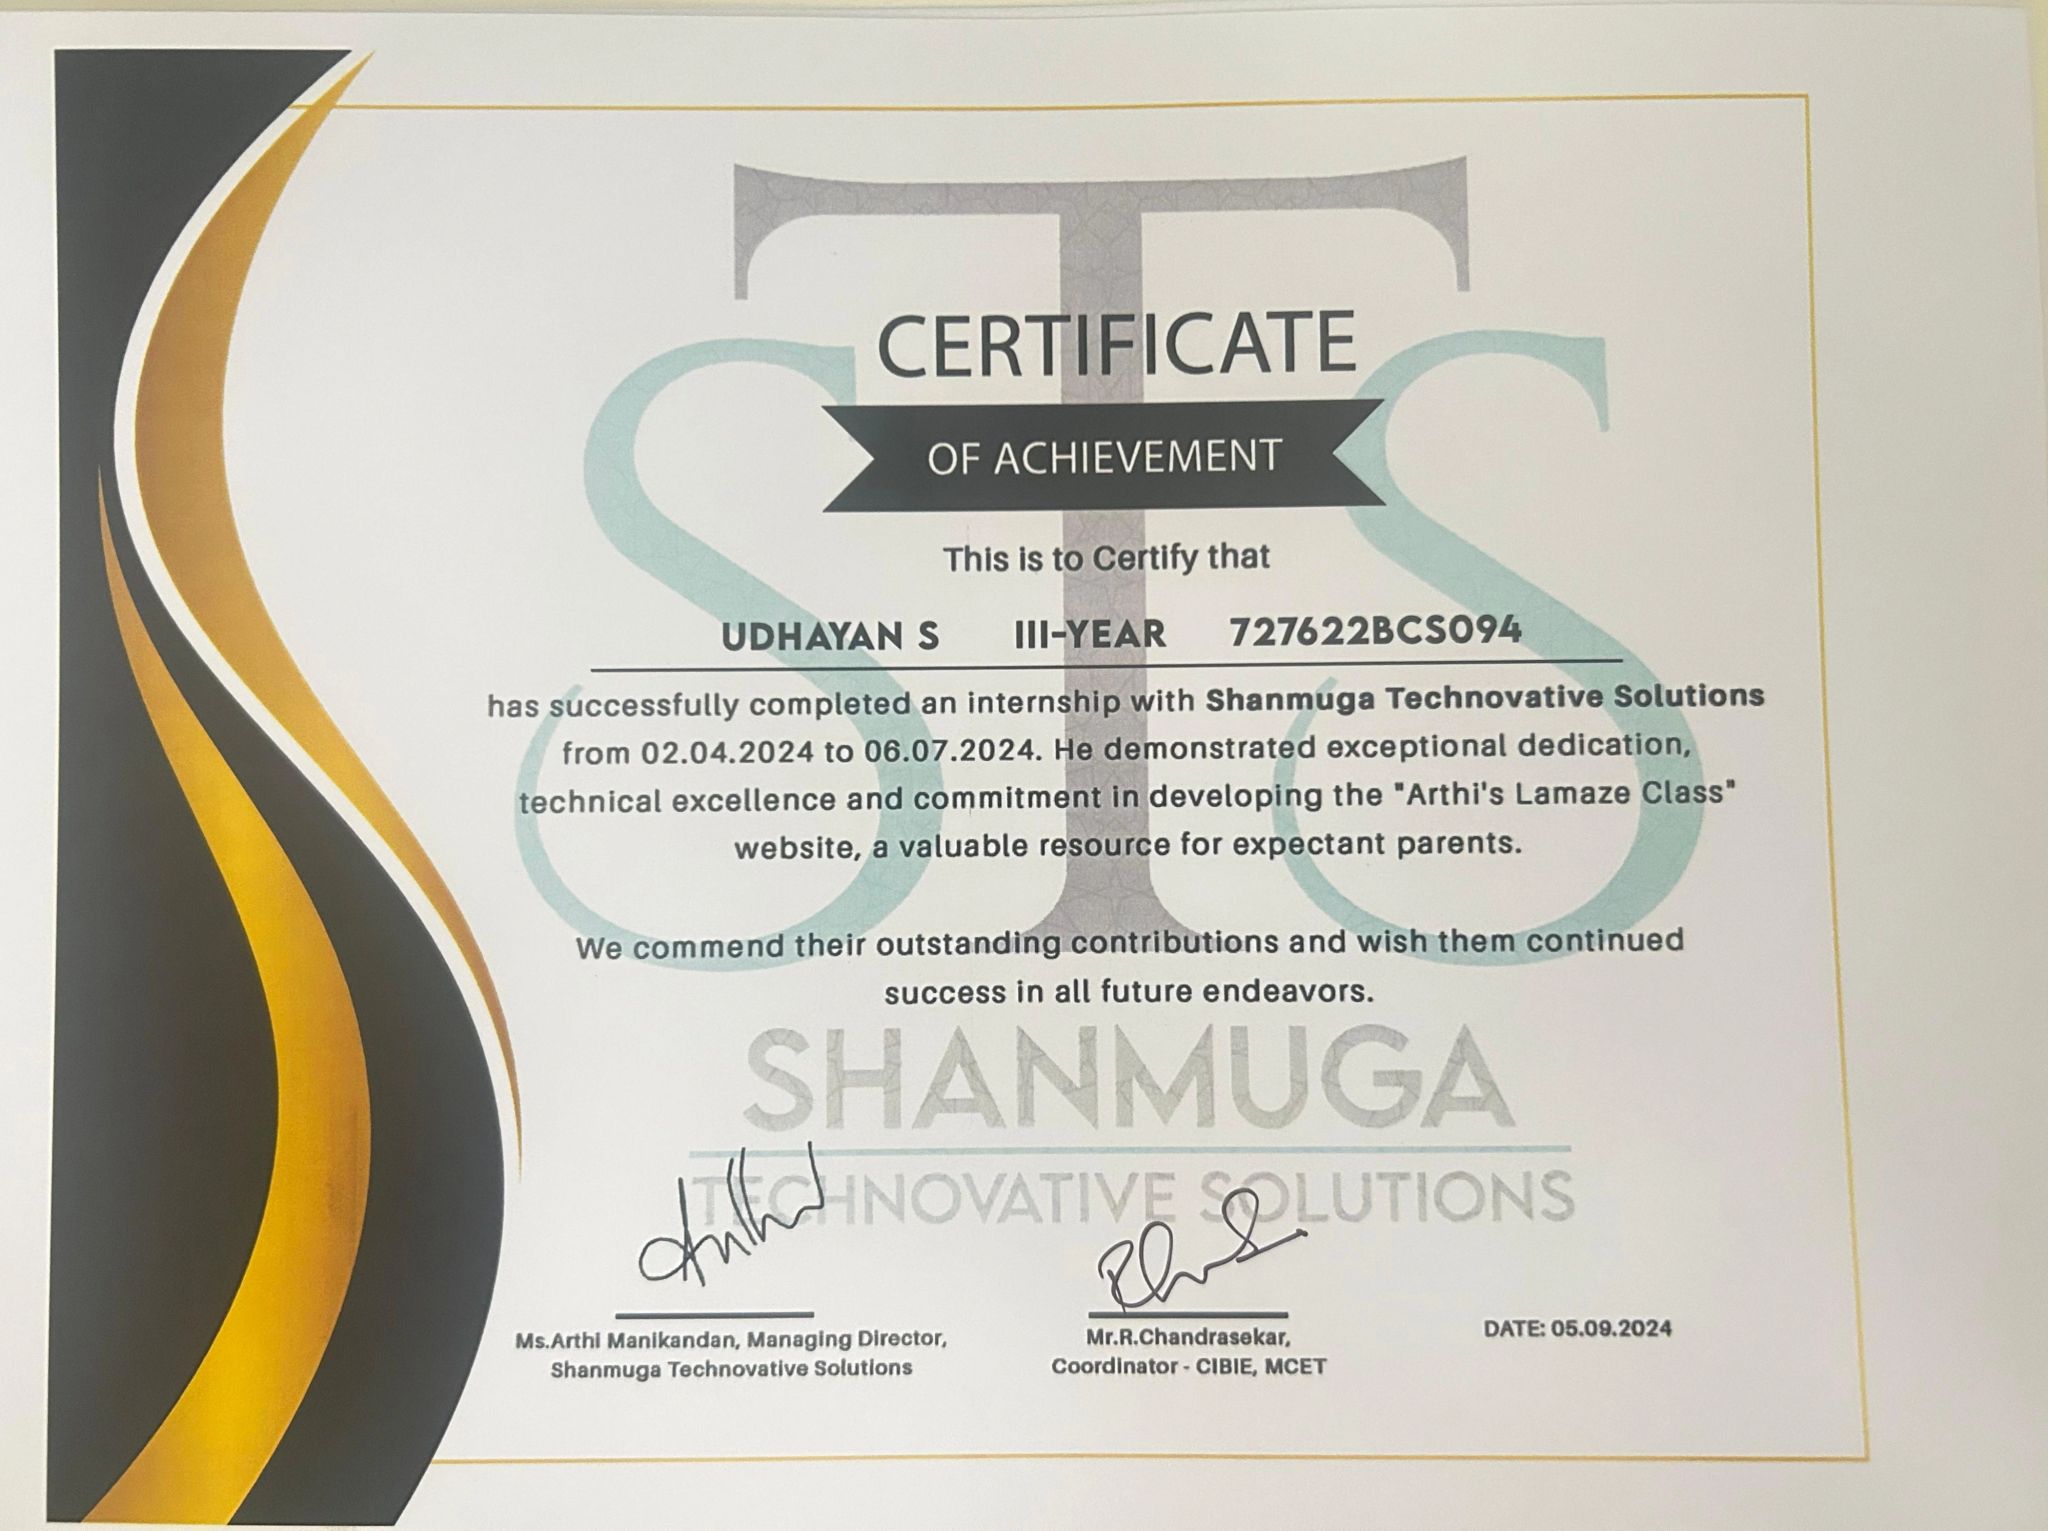 CERTIFICATE
OF ACHIEVEMENT
This is to Certify that
UDHAYAN S III-YEAR 727622BCS094
has successfully completed an internship with Shanmuga Technovative Solutions
from 02.04.2024 to 06.07.2024. He demonstrated exceptional dedication,
technical excellence and commitment in developing the "Arthi's Lamaze Class"
website, a valuable resource for expectant parents.
We commend their outstanding contributions and wish them continued
success in all future endeavors.
STS
SHANMUGA
TECHNOVATIVE SOLUTIONS
Ms.Arthi Manikandan, Managing Director,
Shanmuga Technovative Solutions
Mr.R.Chandrasekar,
Coordinator - CIBIE, MCET
DATE: 05.09.2024